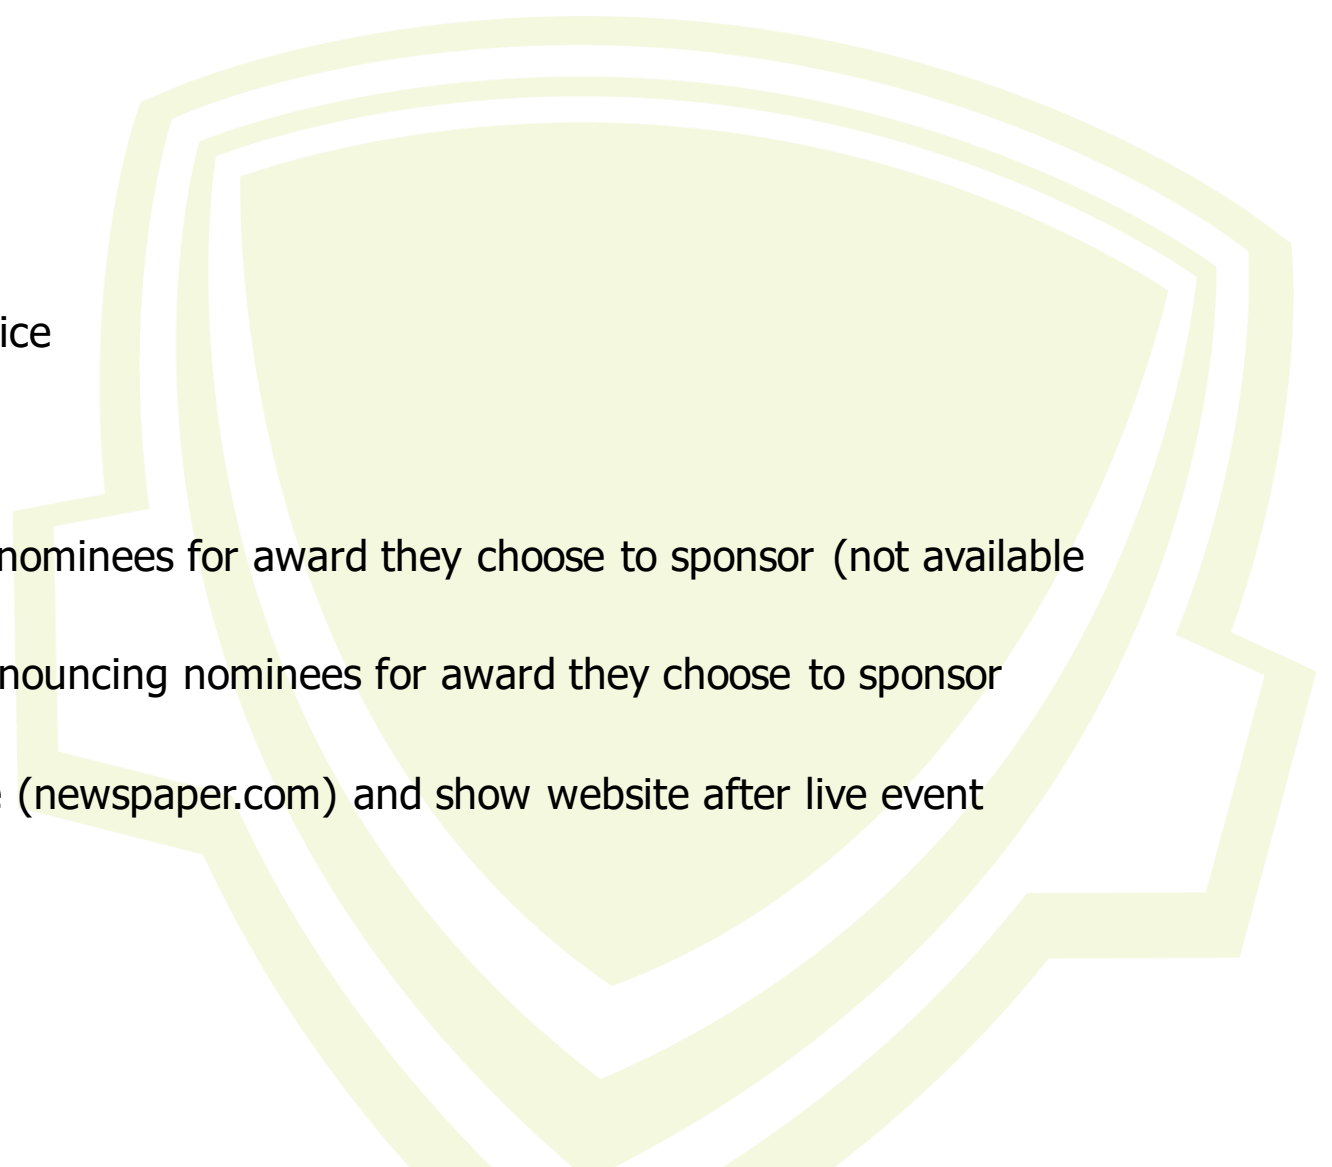 ice
nominees for award they choose to sponsor (not available
nouncing nominees for award they choose to sponsor
(newspaper.com) and show website after live event